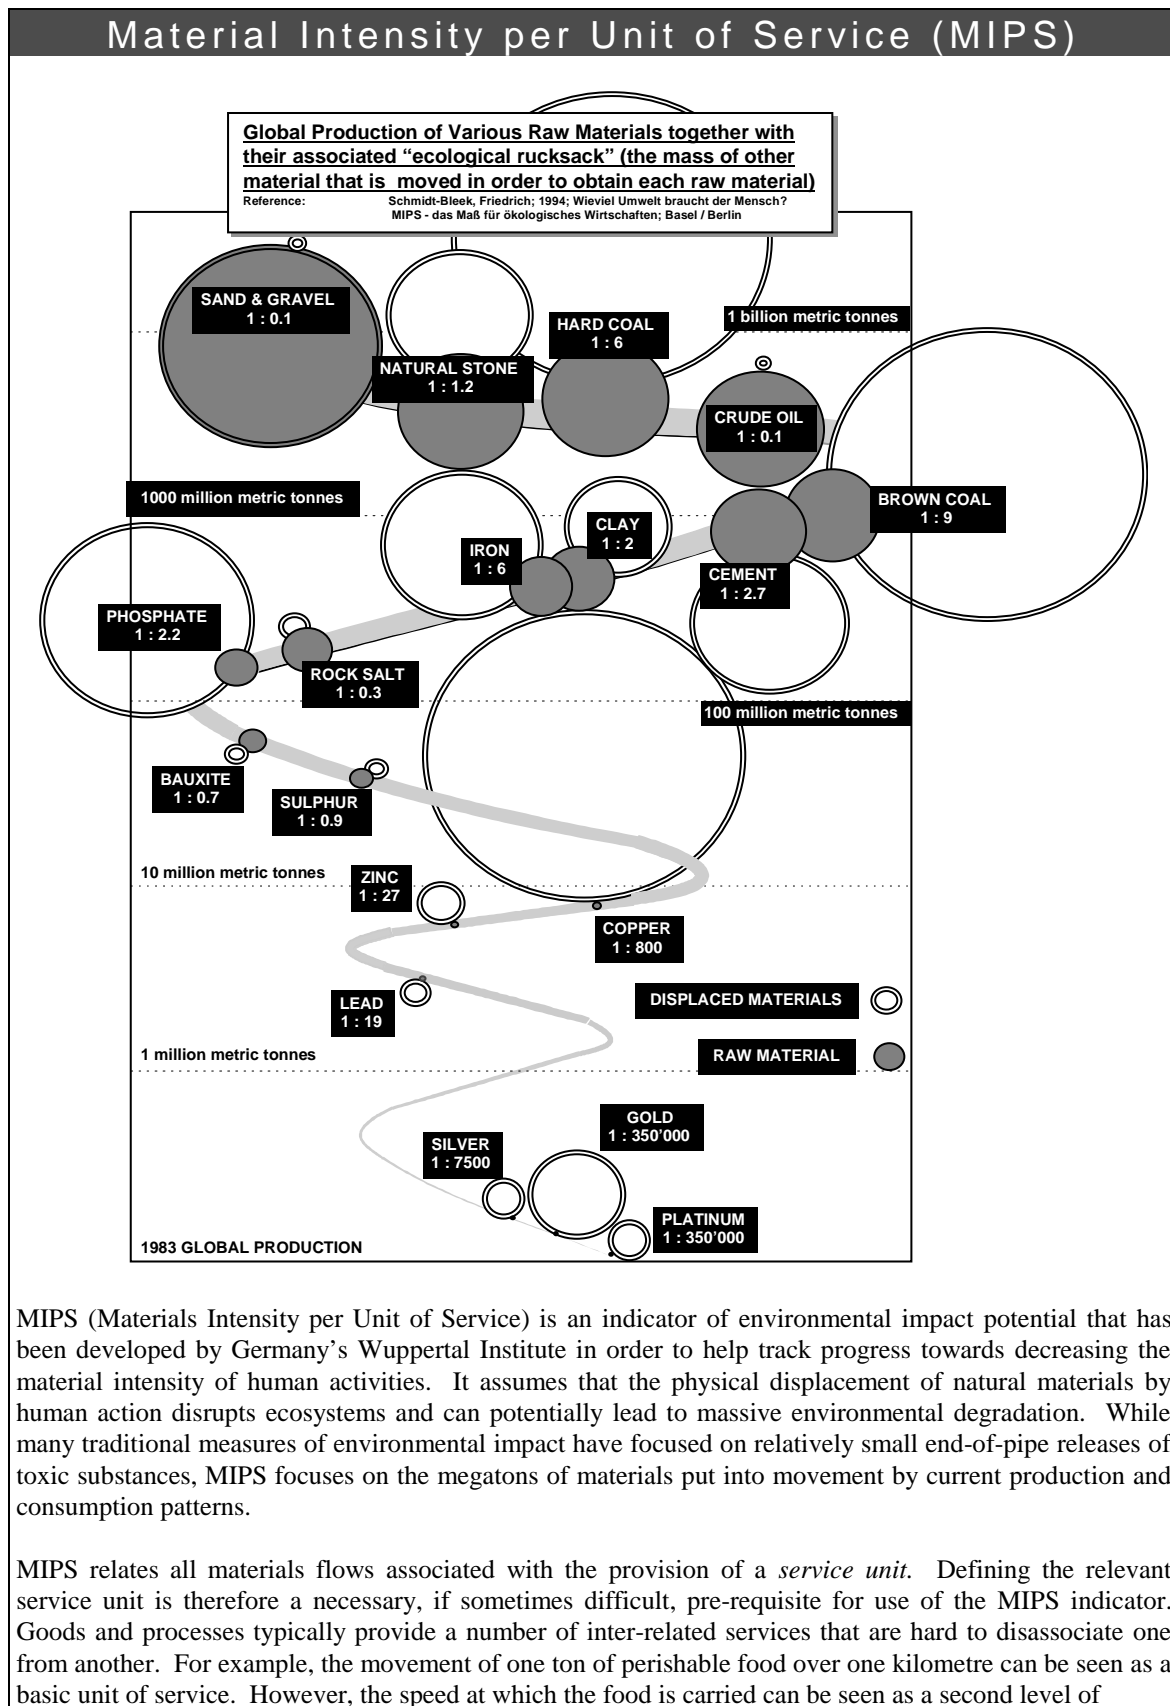 Material Intensity per Unit of Service (MIPS)
Global Production of Various Raw Materials together with
their associated “ecological rucksack” (the mass of other
material that is moved in order to obtain each raw material)
Reference: Schmidt-Bleek, Friedrich; 1994; Wieviel Umwelt braucht der Mensch?
MIPS - das Maß für ökologisches Wirtschaften; Basel / Berlin
SAND & GRAVEL
1 : 0.1
1 billion metric tonnes
HARD COAL
1 : 6
NATURAL STONE
1 : 1.2
CRUDE OIL
1 : 0.1
1000 million metric tonnes
BROWN COAL
1 : 9
CLAY
1 : 2
IRON
1 : 6
CEMENT
1 : 2.7
PHOSPHATE
1 : 2.2
ROCK SALT
1 : 0.3
100 million metric tonnes
BAUXITE
1 : 0.7
SULPHUR
1 : 0.9
10 million metric tonnes
ZINC
1 : 27
COPPER
1 : 800
LEAD
1 : 19
DISPLACED MATERIALS
RAW MATERIAL
1 million metric tonnes
GOLD
1 : 350’000
SILVER
1 : 7500
PLATINUM
1 : 350’000
1983 GLOBAL PRODUCTION
MIPS (Materials Intensity per Unit of Service) is an indicator of environmental impact potential that has
been developed by Germany’s Wuppertal Institute in order to help track progress towards decreasing the
material intensity of human activities. It assumes that the physical displacement of natural materials by
human action disrupts ecosystems and can potentially lead to massive environmental degradation. While
many traditional measures of environmental impact have focused on relatively small end-of-pipe releases of
toxic substances, MIPS focuses on the megatons of materials put into movement by current production and
consumption patterns.
MIPS relates all materials flows associated with the provision of a service unit. Defining the relevant
service unit is therefore a necessary, if sometimes difficult, pre-requisite for use of the MIPS indicator.
Goods and processes typically provide a number of inter-related services that are hard to disassociate one
from another. For example, the movement of one ton of perishable food over one kilometre can be seen as a
basic unit of service. However, the speed at which the food is carried can be seen as a second level of